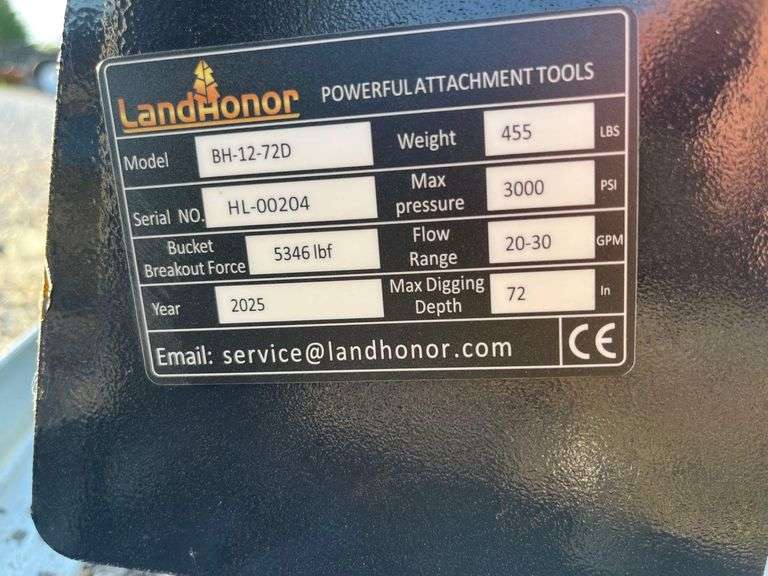 LandHonor POWERFUL ATTACHMENT TOOLS
Model BH-12-72D Weight 455 LBS
Serial NO. HL-00204 Max pressure 3000 PSI
Bucket Breakout Force 5346 lbf Flow Range 20-30 GPM
Year 2025 Max Digging Depth 72 In
Email: service@landhonor.com CE